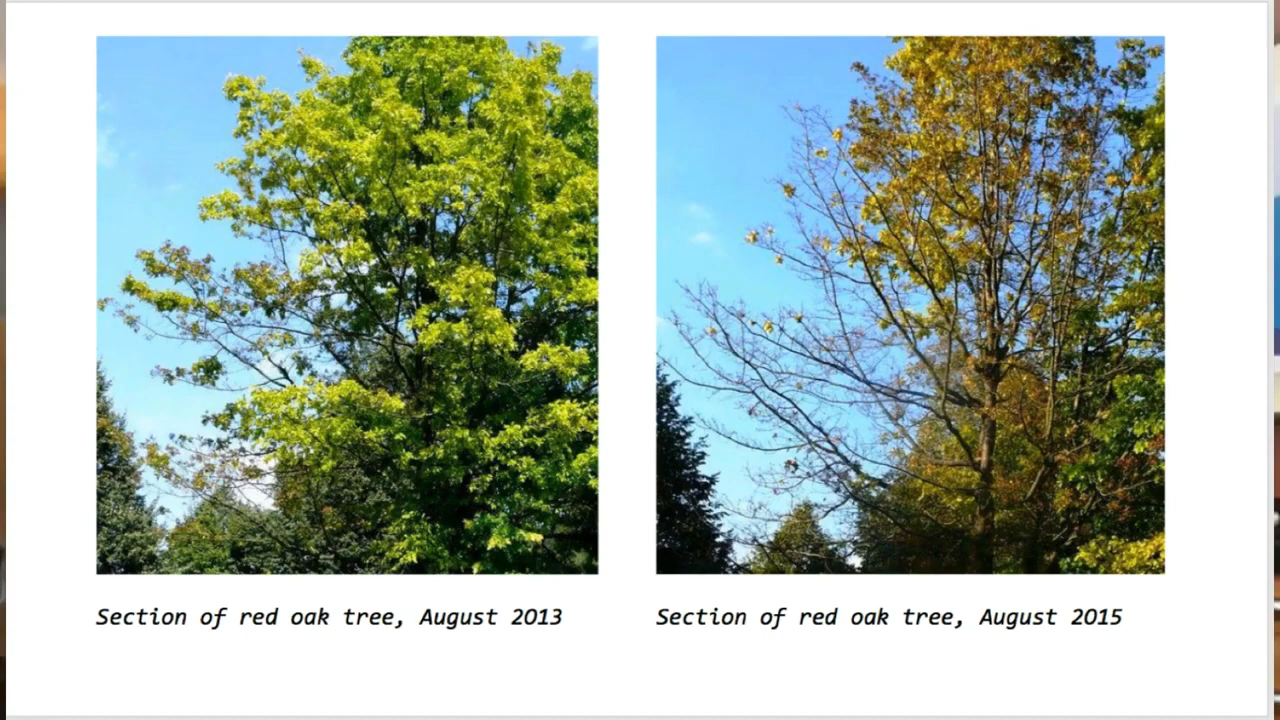 Section of red oak tree, August 2013
Section of red oak tree, August 2015